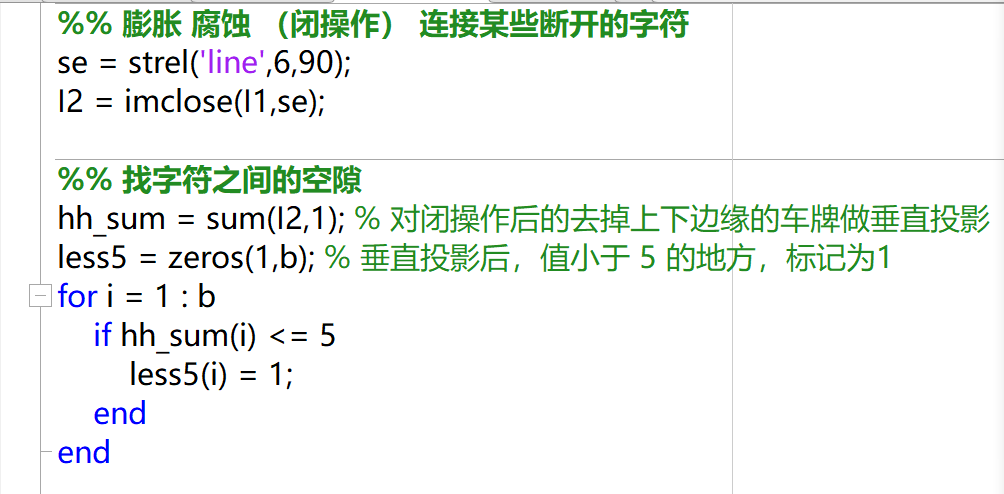 %% 膨胀 腐蚀 （闭操作） 连接某些断开的字符
se = strel('line',6,90);
I2 = imclose(I1,se);
%% 找字符之间的空隙
hh_sum = sum(I2,1); % 对闭操作后的去掉上下边缘的车牌做垂直投影
less5 = zeros(1,b); % 垂直投影后，值小于 5 的地方，标记为1
for i = 1 : b
if hh_sum(i) <= 5
less5(i) = 1;
end
end